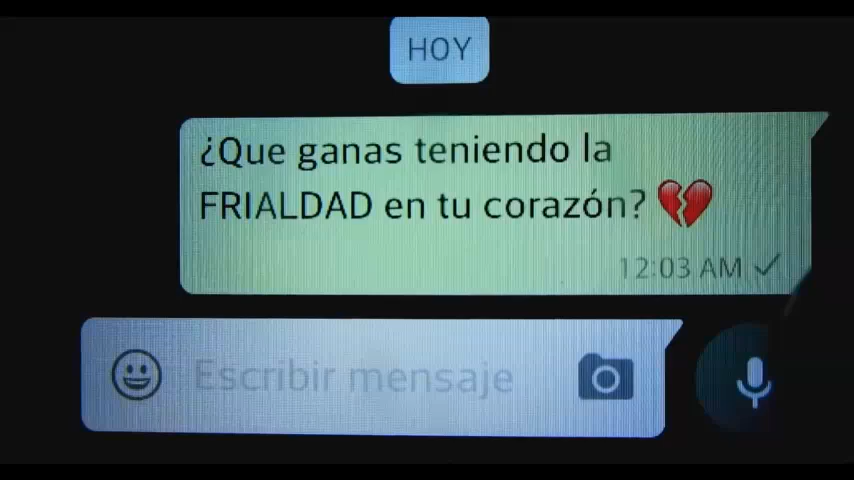 HOY
¿Que ganas teniendo la
FRIALDAD en tu corazón? 💔
12:03 AM
Escribir mensaje